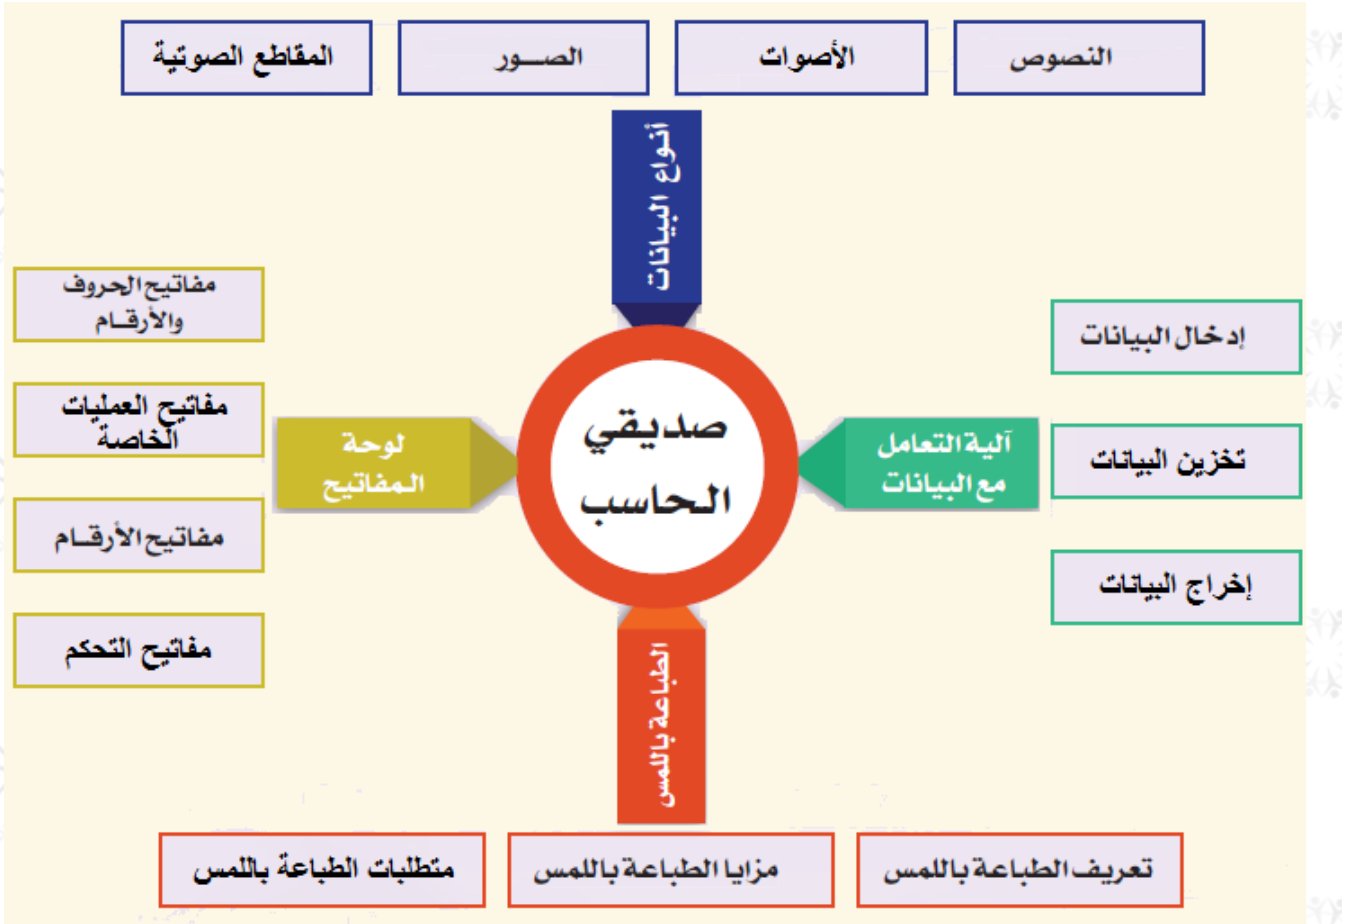 النصوص
الأصوات
الصــور
المقاطع الصوتية
أنواع البيانات
صديقي
الحاسب
آلية التعامل
مع البيانات
إدخال البيانات
تخزين البيانات
إخراج البيانات
لوحة
المفاتيح
مفاتيح الحروف
والأرقــام
مفاتيح العمليات
الخاصة
مفاتيح الأرقــام
مفاتيح التحكم
الطباعة باللمس
تعريف الطباعة باللمس
مزايا الطباعة باللمس
متطلبات الطباعة باللمس